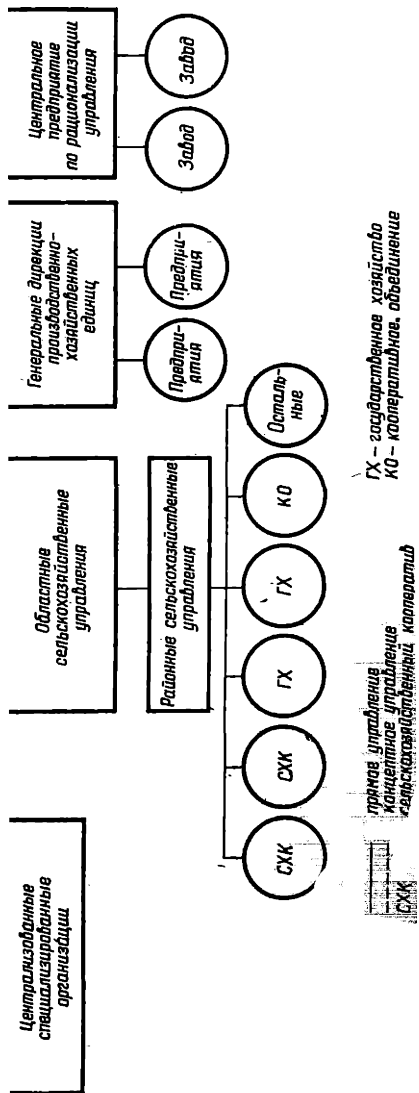 Централизованные
специализированные
организации
Областные
сельскохозяйственные
управления
Генеральные дирекции
производственно-
хозяйственных
единиц
Центральное
предприятие
по рационализации
управления
Районные сельскохозяйственные
управления
Предпри-
ятия
Предпри-
ятия
Завод
Завод
СХК
СХК
ГХ
ГХ
КО
Осталь-
ные
прямое управление
концептное управление
СХК сельскохозяйственный кооператив
ГХ – государственное хозяйство
КО – кооперативное объединение